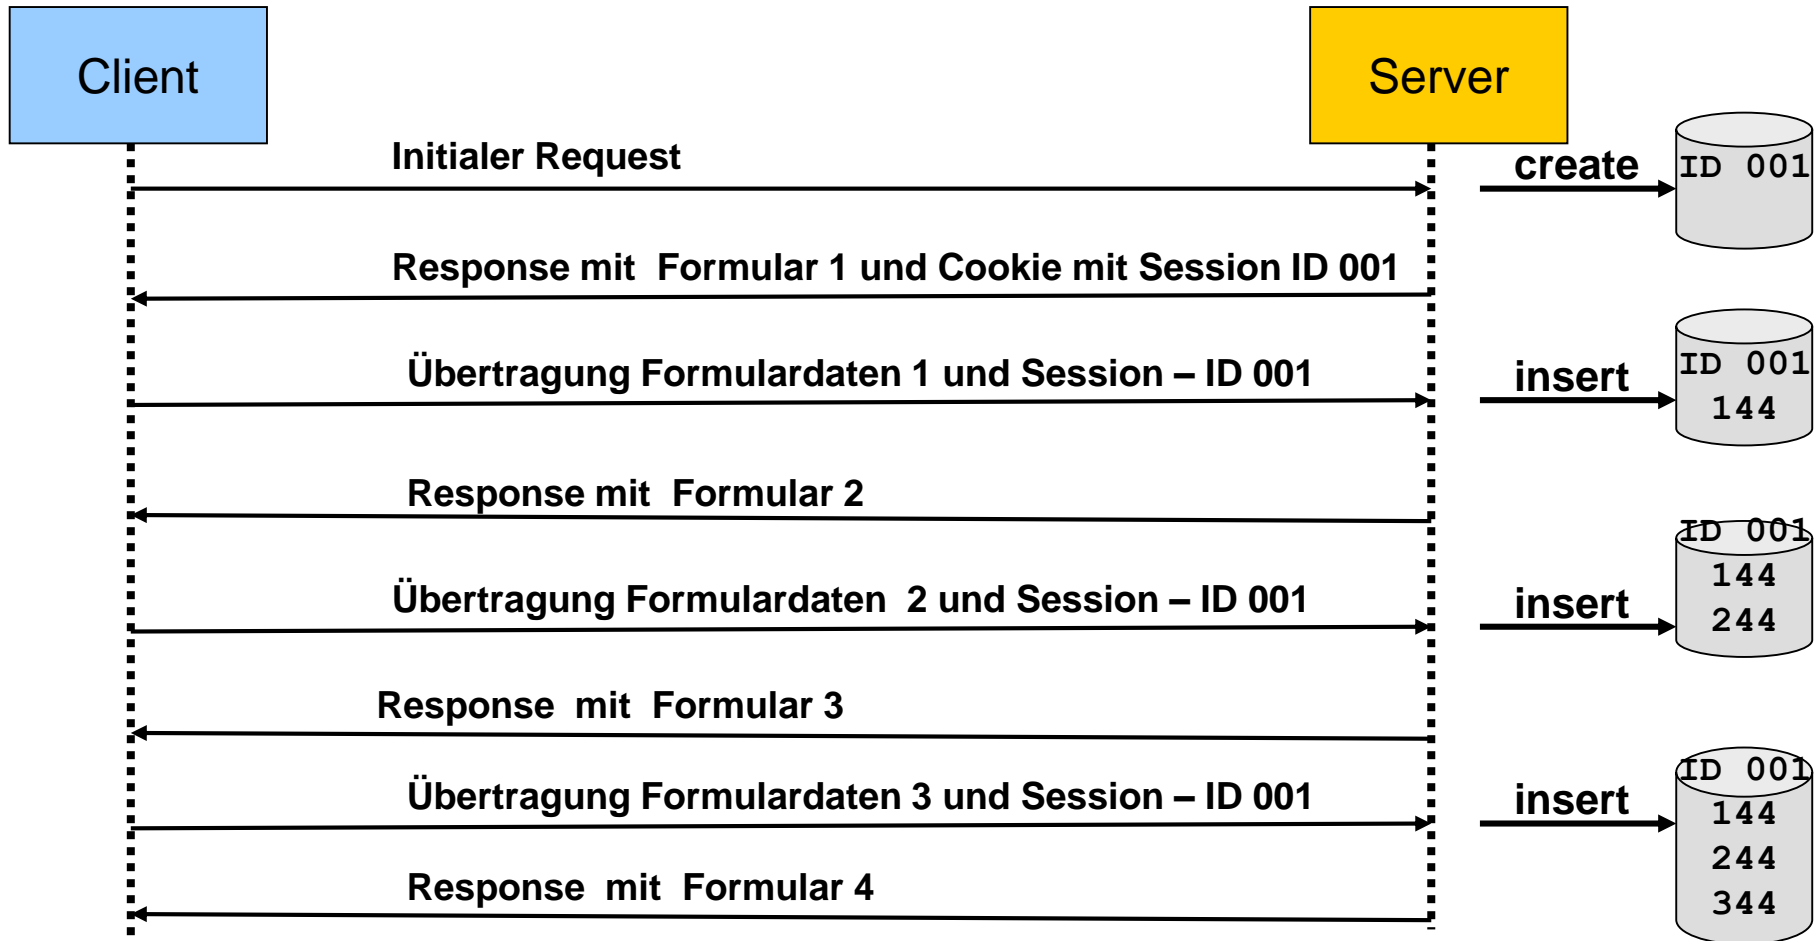 Client
Server
Initialer Request
create
ID 001
Response mit Formular 1 und Cookie mit Session ID 001
Übertragung Formulardaten 1 und Session – ID 001
insert
ID 001
144
Response mit Formular 2
Übertragung Formulardaten 2 und Session – ID 001
insert
ID 001
144
244
Response mit Formular 3
Übertragung Formulardaten 3 und Session – ID 001
insert
ID 001
144
244
344
Response mit Formular 4